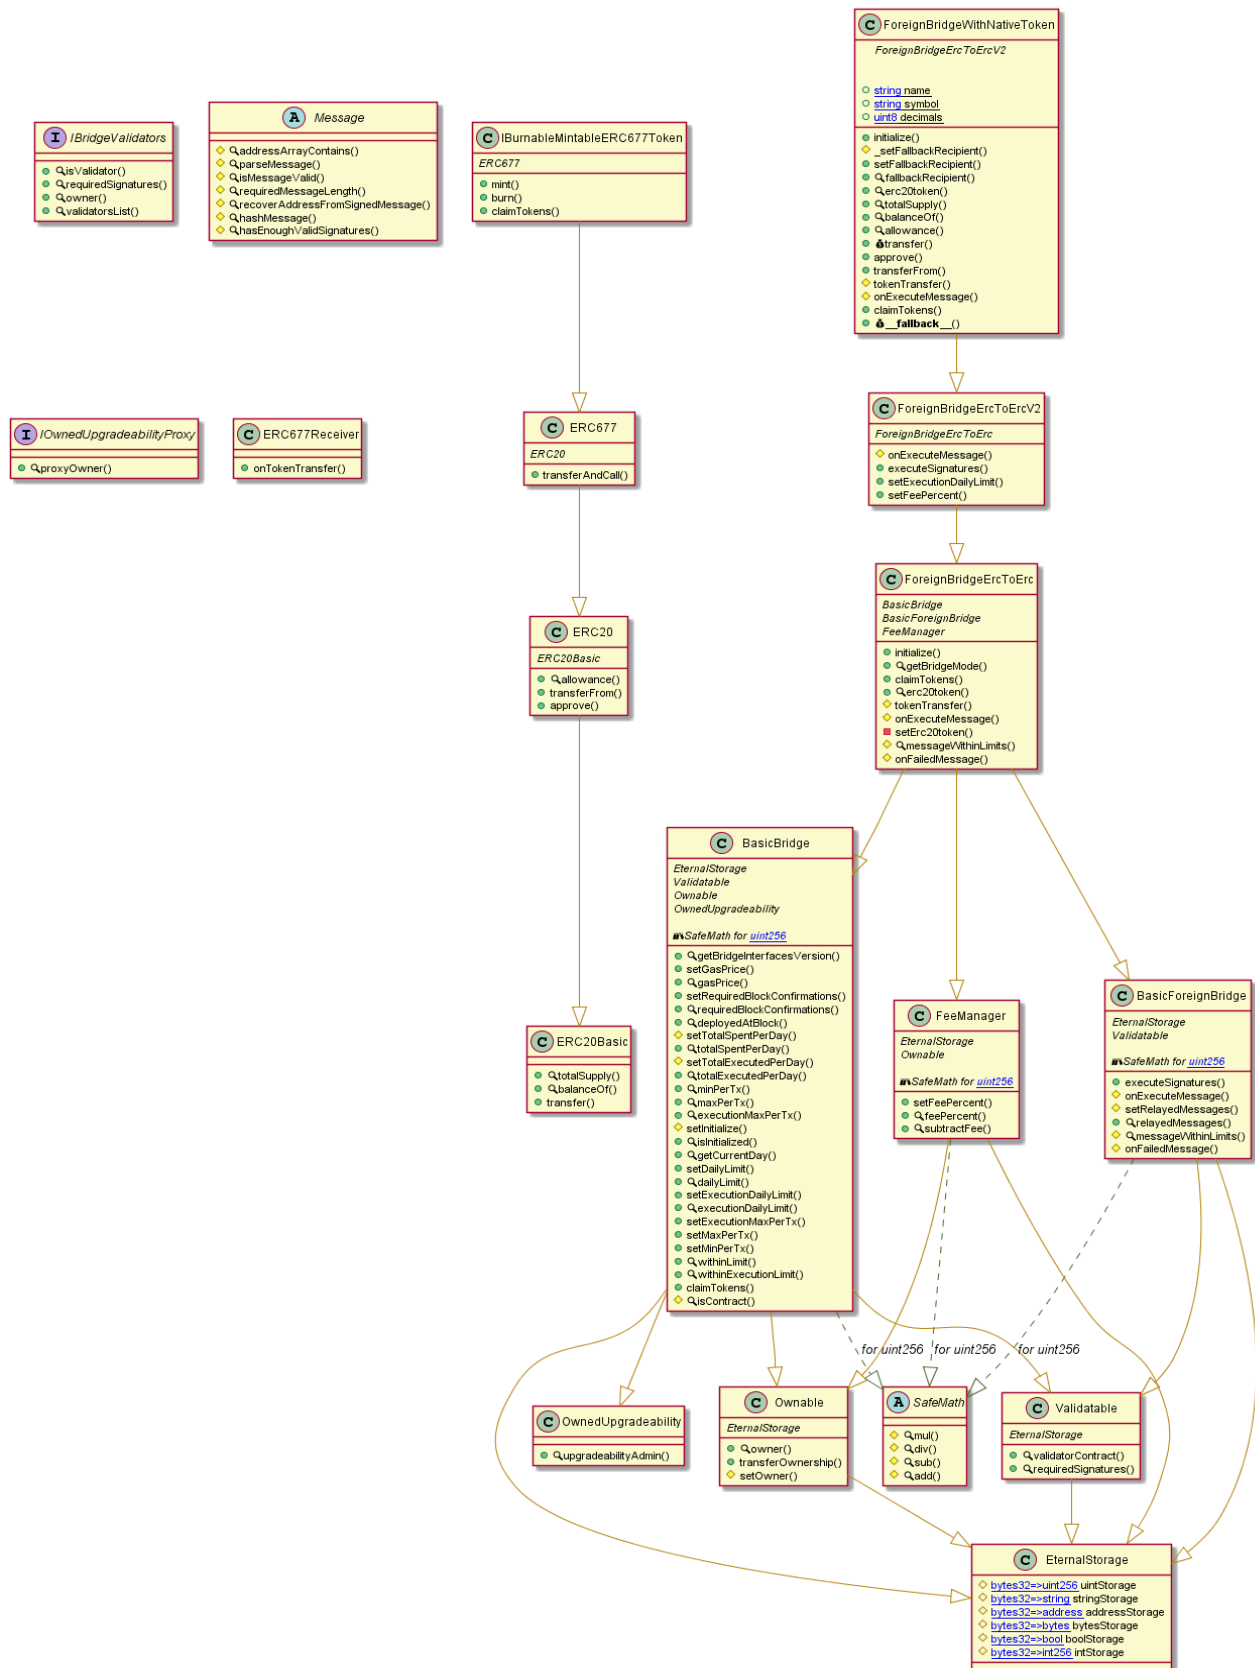 C ForeignBridgeWithNativeToken
ForeignBridgeErcToErcV2
string name
string symbol
uint8 decimals
initialize()
_setFallbackRecipient()
setFallbackRecipient()
fallbackRecipient()
erc20token()
totalSupply()
balanceOf()
allowance()
transfer()
approve()
transferFrom()
tokenTransfer()
onExecuteMessage()
claimTokens()
__fallback__()
I IBridgeValidators
isValidator()
requiredSignatures()
owner()
validatorsList()
A Message
addressArrayContains()
parseMessage()
isMessageValid()
requiredMessageLength()
recoverAddressFromSignedMessage()
hashMessage()
hasEnoughValidSignatures()
C IBurnableMintableERC677Token
ERC677
mint()
burn()
claimTokens()
I IOwnedUpgradeabilityProxy
proxyOwner()
C ERC677Receiver
onTokenTransfer()
C ERC677
ERC20
transferAndCall()
C ForeignBridgeErcToErcV2
ForeignBridgeErcToErc
onExecuteMessage()
executeSignatures()
setExecutionDailyLimit()
setFeePercent()
C ForeignBridgeErcToErc
BasicBridge
BasicForeignBridge
FeeManager
initialize()
getBridgeMode()
claimTokens()
erc20token()
tokenTransfer()
onExecuteMessage()
setErc20token()
messageWithinLimits()
onFailedMessage()
C ERC20
ERC20Basic
allowance()
transferFrom()
approve()
C BasicBridge
EternalStorage
Validatable
Ownable
OwnedUpgradeability
SafeMath for uint256
getBridgeInterfacesVersion()
setGasPrice()
gasPrice()
setRequiredBlockConfirmations()
requiredBlockConfirmations()
deployedAtBlock()
setTotalSpentPerDay()
totalSpentPerDay()
setTotalExecutedPerDay()
totalExecutedPerDay()
minPerTx()
maxPerTx()
executionMaxPerTx()
setInitialize()
isInitialized()
getCurrentDay()
setDailyLimit()
dailyLimit()
setExecutionDailyLimit()
executionDailyLimit()
setExecutionMaxPerTx()
setMaxPerTx()
setMinPerTx()
withinLimit()
withinExecutionLimit()
claimTokens()
isContract()
C ERC20Basic
totalSupply()
balanceOf()
transfer()
C FeeManager
EternalStorage
Ownable
SafeMath for uint256
setFeePercent()
feePercent()
subtractFee()
C BasicForeignBridge
EternalStorage
Validatable
SafeMath for uint256
executeSignatures()
onExecuteMessage()
setRelayedMessages()
relayedMessages()
messageWithinLimits()
onFailedMessage()
for uint256
for uint256
for uint256
C OwnedUpgradeability
upgradeabilityAdmin()
C Ownable
EternalStorage
owner()
transferOwnership()
setOwner()
A SafeMath
mul()
div()
sub()
add()
C Validatable
EternalStorage
validatorContract()
requiredSignatures()
C EternalStorage
bytes32=>uint256 uintStorage
bytes32=>string stringStorage
bytes32=>address addressStorage
bytes32=>bytes bytesStorage
bytes32=>bool boolStorage
bytes32=>int256 intStorage